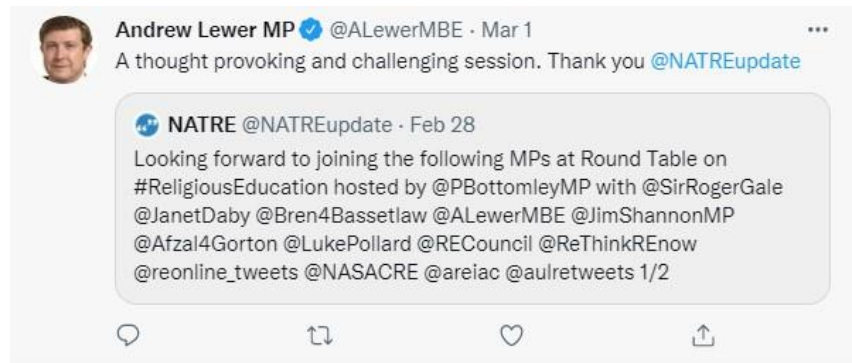 Andrew Lewer MP @ALewerMBE · Mar 1
A thought provoking and challenging session. Thank you @NATREupdate
NATRE @NATREupdate · Feb 28
Looking forward to joining the following MPs at Round Table on
#ReligiousEducation hosted by @PBottomleyMP with @SirRogerGale
@JanetDaby @Bren4Bassetlaw @ALewerMBE @JimShannonMP
@Afzal4Gorton @LukePollard @RECouncil @ReThinkREnow
@reonline_tweets @NASACRE @areiac @aulretweets 1/2